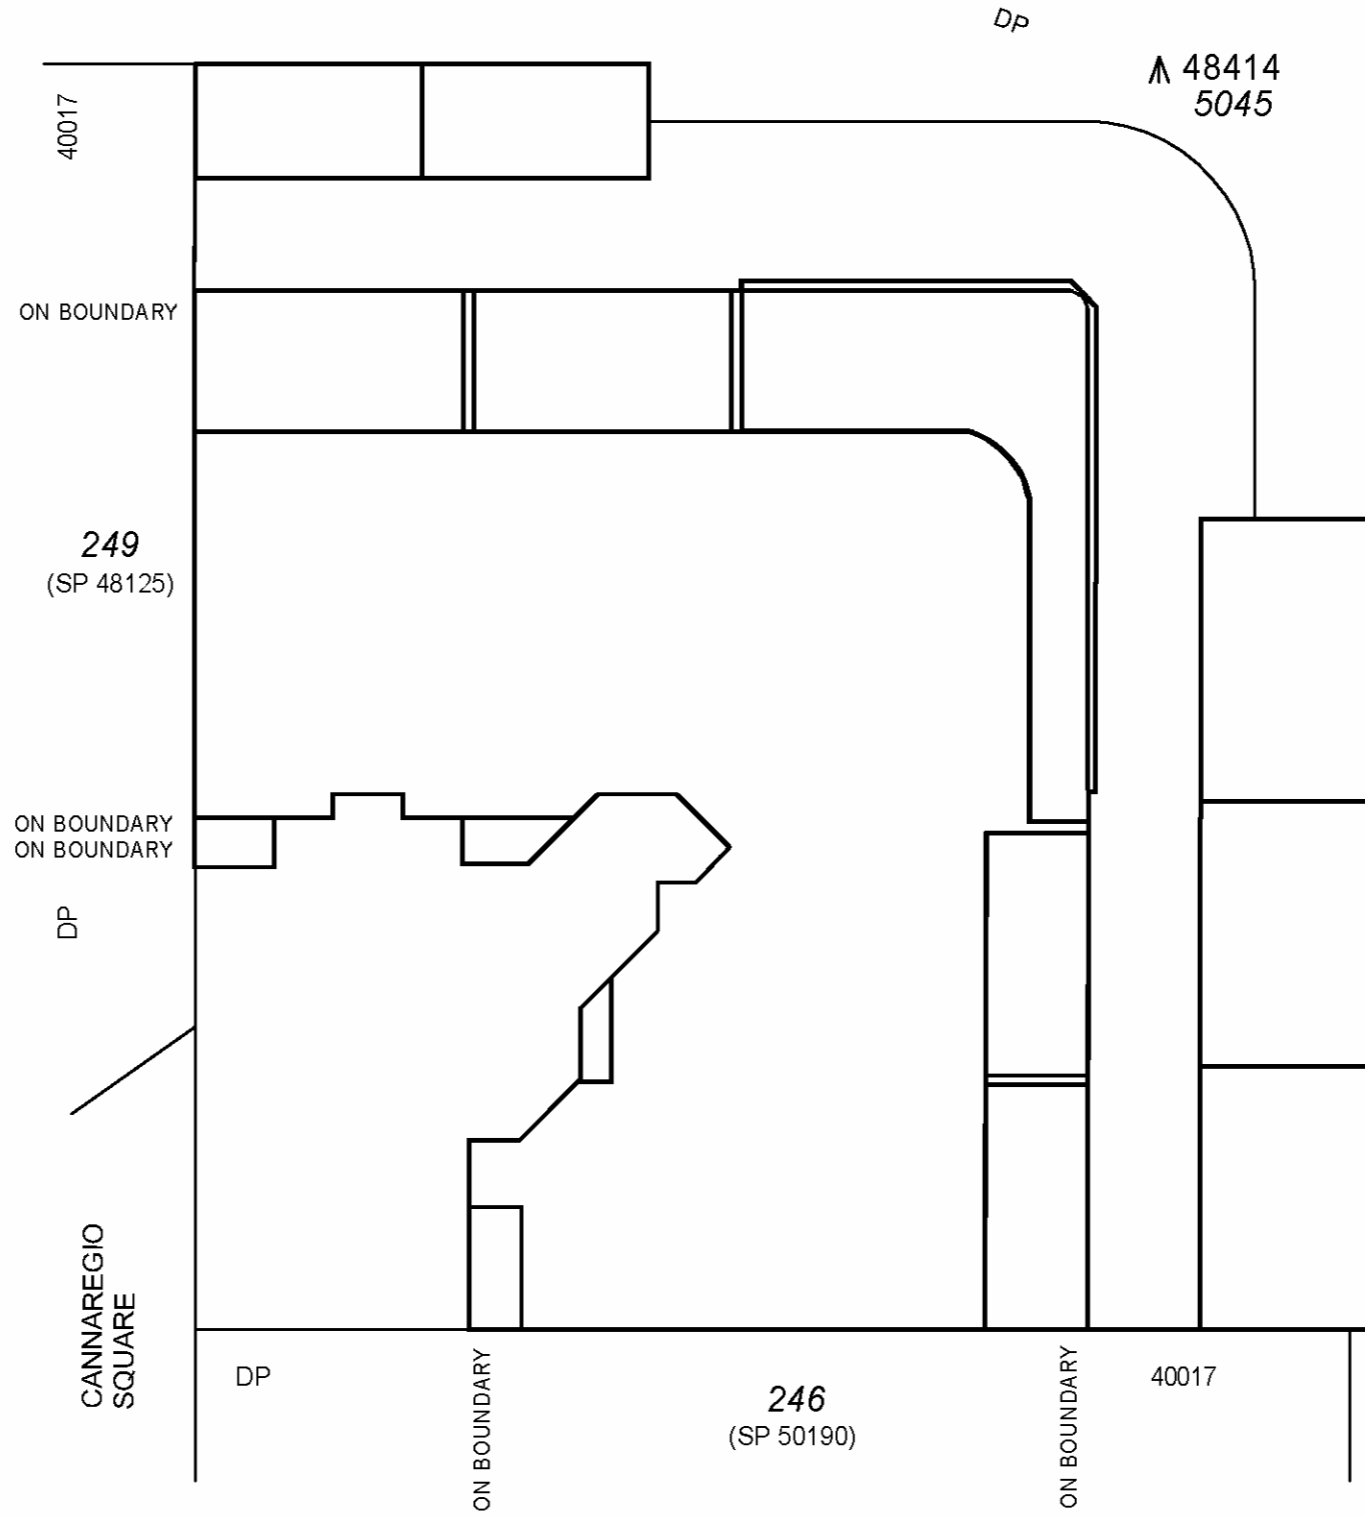 DP
48414
5045
40017
ON BOUNDARY
249
(SP 48125)
ON BOUNDARY
ON BOUNDARY
DP
CANNAREGIO
SQUARE
DP
ON BOUNDARY
246
(SP 50190)
ON BOUNDARY
40017